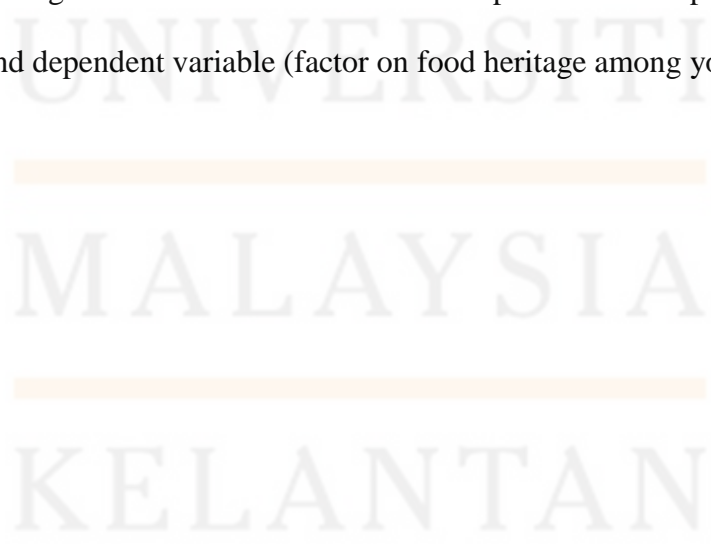 UNIVERSITI
nd dependent variable (factor on food heritage among yo
MALAYSIA
KELANTAN